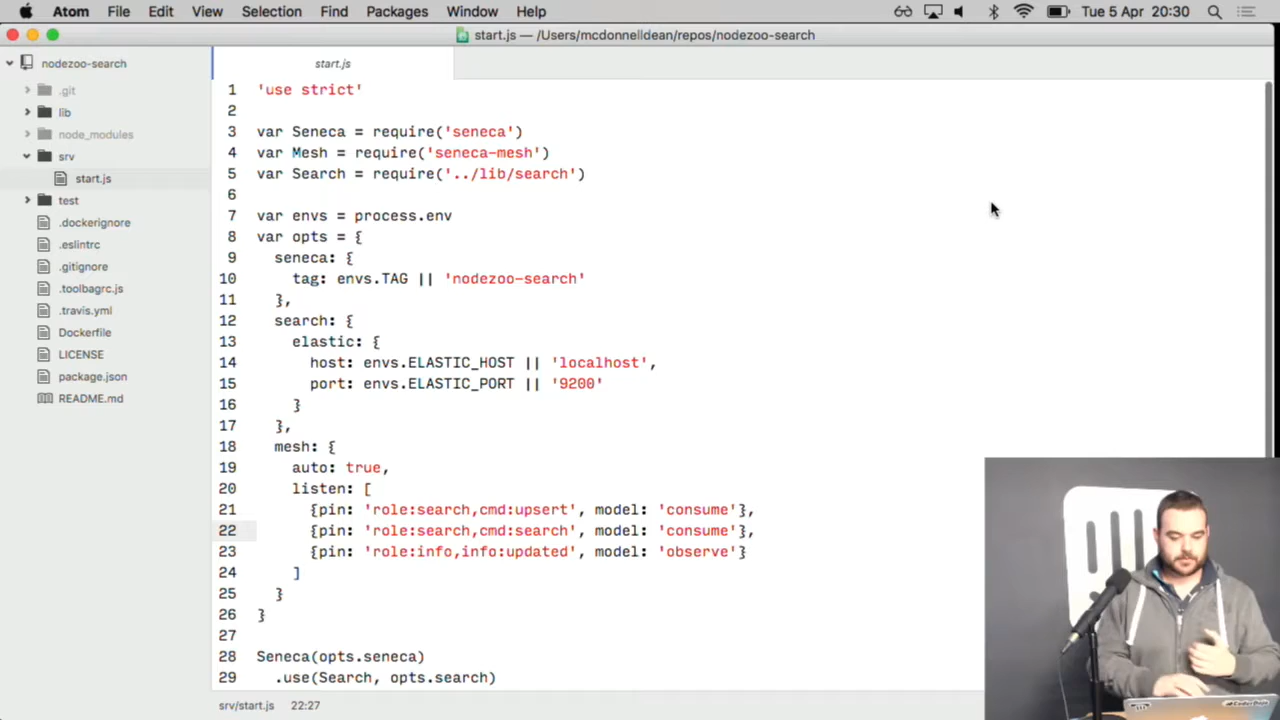 Atom File Edit View Selection Find Packages Window Help Tue 5 Apr 20:30
start.js — /Users/mcdonnelldean/repos/nodezoo-search
nodezoo-search
.git
lib
node_modules
srv
start.js
test
.dockerignore
.eslintrc
.gitignore
.toolbagrc.js
.travis.yml
Dockerfile
LICENSE
package.json
README.md
start.js
1 'use strict'
2
3 var Seneca = require('seneca')
4 var Mesh = require('seneca-mesh')
5 var Search = require('../lib/search')
6
7 var envs = process.env
8 var opts = {
9 seneca: {
10 tag: envs.TAG || 'nodezoo-search'
11 },
12 search: {
13 elastic: {
14 host: envs.ELASTIC_HOST || 'localhost',
15 port: envs.ELASTIC_PORT || '9200'
16 }
17 },
18 mesh: {
19 auto: true,
20 listen: [
21 {pin: 'role:search,cmd:upsert', model: 'consume'},
22 {pin: 'role:search,cmd:search', model: 'consume'},
23 {pin: 'role:info,info:updated', model: 'observe'}
24 ]
25 }
26 }
27
28 Seneca(opts.seneca)
29 .use(Search, opts.search)
srv/start.js 22:27